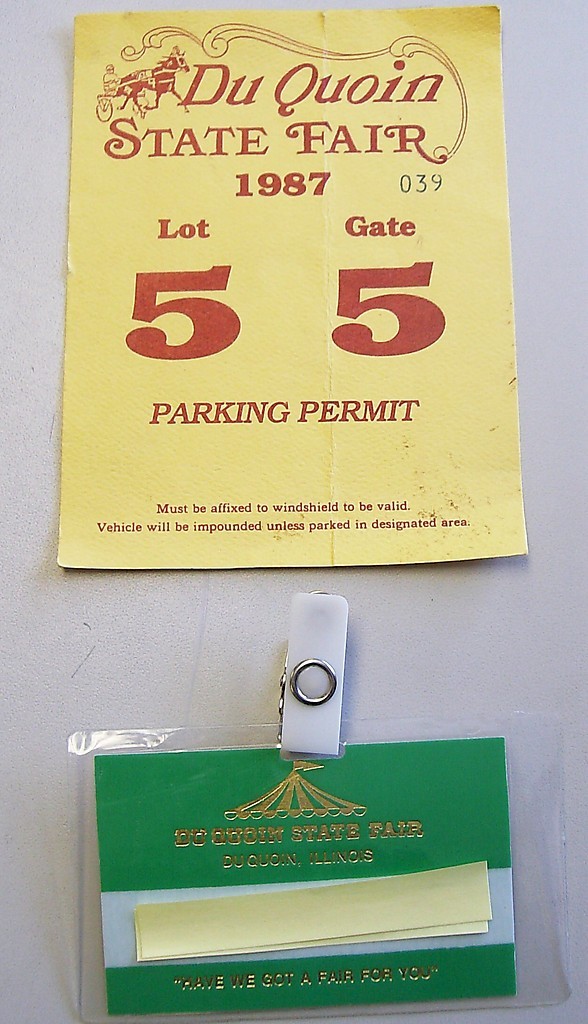 Du Quoin
STATE FAIR
1987 039
Lot Gate
5 5
PARKING PERMIT
Must be affixed to windshield to be valid.
Vehicle will be impounded unless parked in designated area.
DU QUOIN STATE FAIR
DU QUOIN, ILLINOIS
"HAVE WE GOT A FAIR FOR YOU"